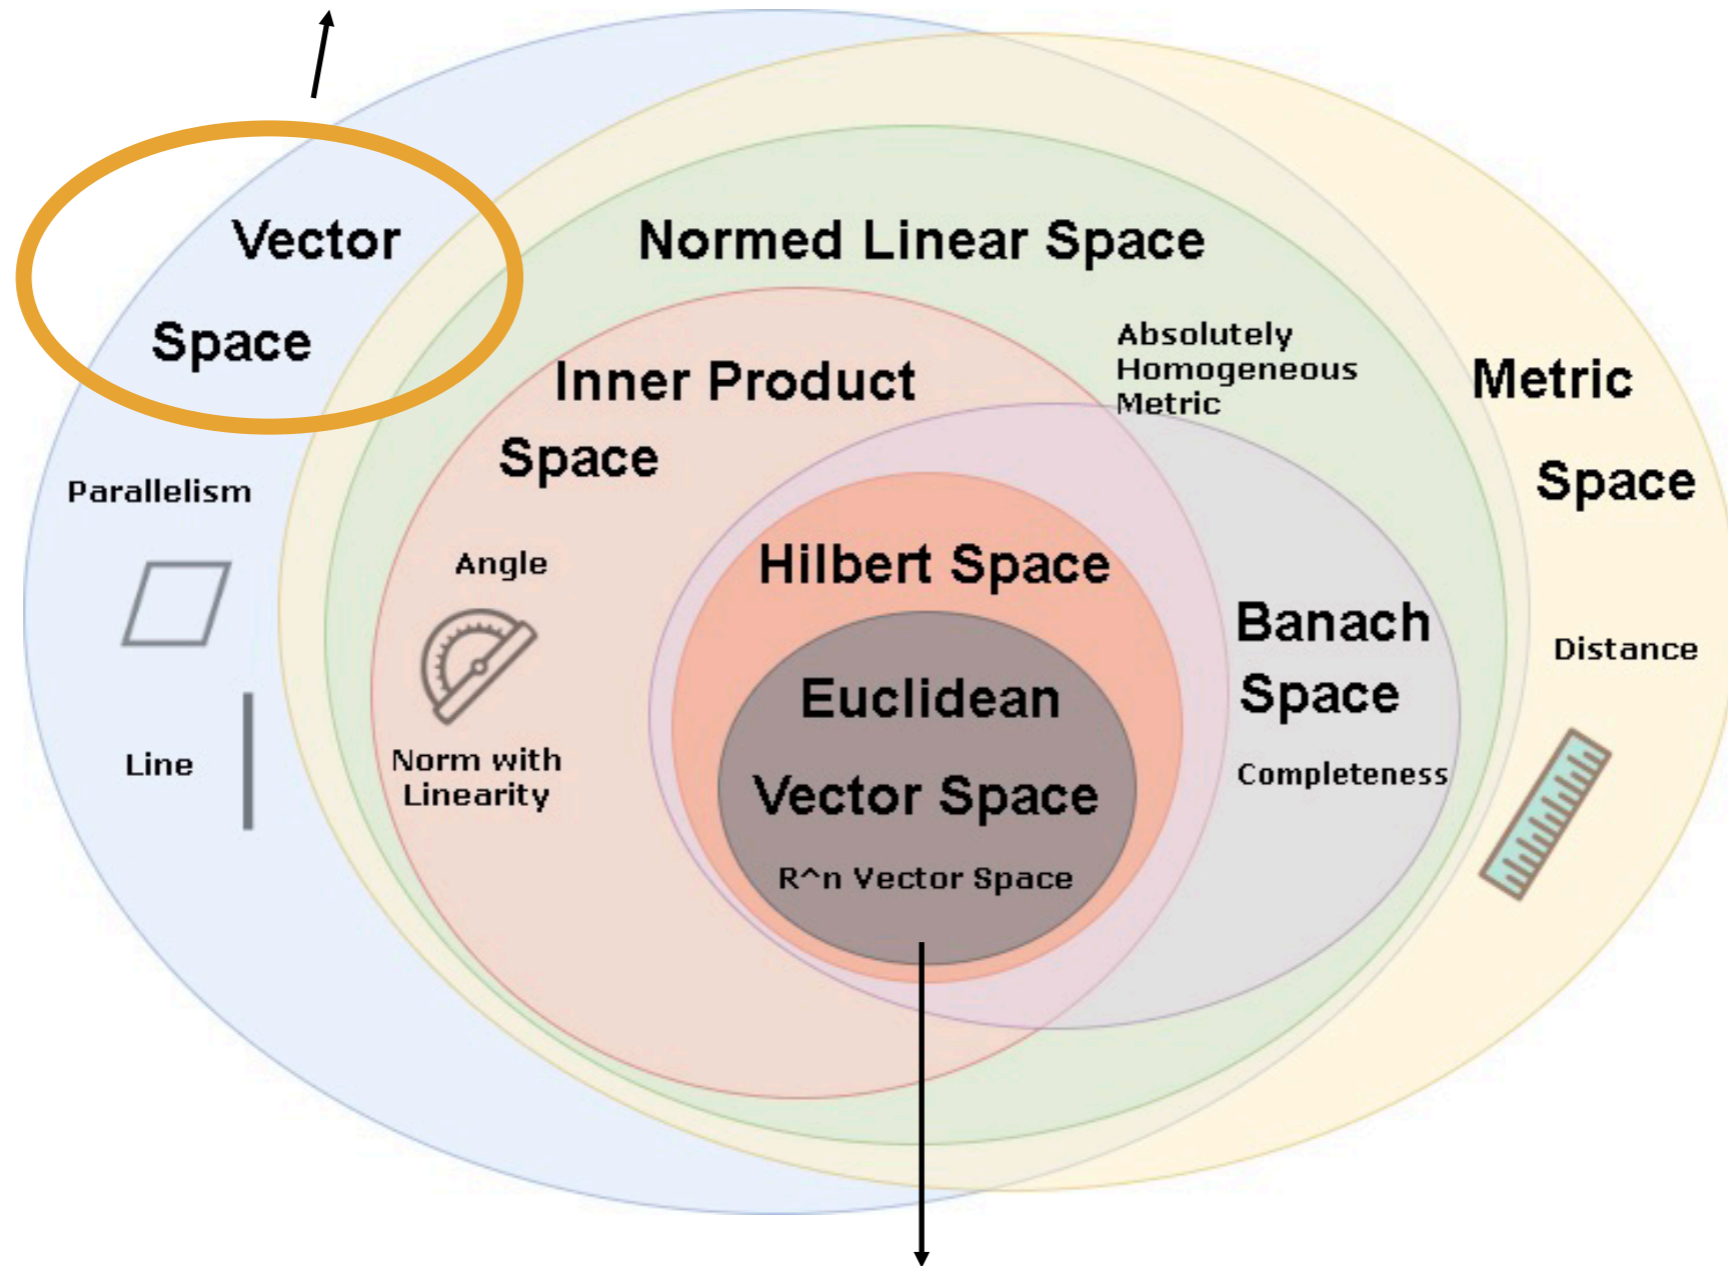 Vector
Space
Normed Linear Space
Absolutely
Homogeneous
Metric
Inner Product
Space
Metric
Space
Parallelism
Angle
Hilbert Space
Banach
Space
Distance
Euclidean
Vector Space
Line
Norm with
Linearity
Completeness
R^n Vector Space